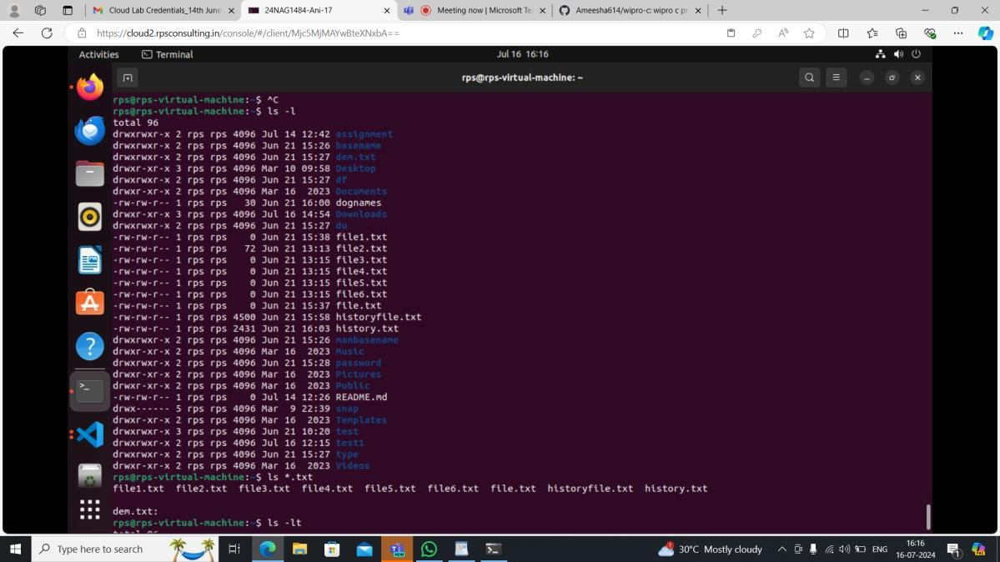 Cloud Lab Credentials_14th June
24NAG1484-Ani-17
Meeting now | Microsoft Te
Ameesha614/wipro-c: wipro c pr
https://cloud2.rpsconsulting.in/console/#/client/Mjc5MjMAYwBteXNxbA==
Activities
Terminal
Jul 16 16:16
rps@rps-virtual-machine: ~
rps@rps-virtual-machine:~$ ^C
rps@rps-virtual-machine:~$ ls -l
total 96
drwxrwxr-x 2 rps rps 4096 Jul 14 12:42 assignment
drwxrwxr-x 2 rps rps 4096 Jun 21 15:26 basename
drwxrwxr-x 2 rps rps 4096 Jun 21 15:27 dem.txt
drwxr-xr-x 3 rps rps 4096 Mar 10 09:58 Desktop
drwxrwxr-x 2 rps rps 4096 Jun 21 15:27 df
drwxr-xr-x 2 rps rps 4096 Mar 16  2023 Documents
-rw-rw-r-- 1 rps rps   30 Jun 21 16:00 dognames
drwxr-xr-x 3 rps rps 4096 Jul 16 14:54 Downloads
drwxrwxr-x 2 rps rps 4096 Jun 21 15:27 du
-rw-rw-r-- 1 rps rps    0 Jun 21 15:38 file1.txt
-rw-rw-r-- 1 rps rps   72 Jun 21 13:13 file2.txt
-rw-rw-r-- 1 rps rps    0 Jun 21 13:15 file3.txt
-rw-rw-r-- 1 rps rps    0 Jun 21 13:15 file4.txt
-rw-rw-r-- 1 rps rps    0 Jun 21 13:15 file5.txt
-rw-rw-r-- 1 rps rps    0 Jun 21 13:15 file6.txt
-rw-rw-r-- 1 rps rps    0 Jun 21 15:37 file.txt
-rw-rw-r-- 1 rps rps 4500 Jun 21 15:58 historyfile.txt
-rw-rw-r-- 1 rps rps 2431 Jun 21 16:03 history.txt
drwxrwxr-x 2 rps rps 4096 Jun 21 15:26 manbasename
drwxr-xr-x 2 rps rps 4096 Mar 16  2023 Music
drwxrwxr-x 2 rps rps 4096 Jun 21 15:28 password
drwxr-xr-x 2 rps rps 4096 Mar 16  2023 Pictures
drwxr-xr-x 2 rps rps 4096 Mar 16  2023 Public
-rw-rw-r-- 1 rps rps    0 Jul 14 12:26 README.md
drwx------ 5 rps rps 4096 Mar  9 22:39 snap
drwxr-xr-x 2 rps rps 4096 Mar 16  2023 Templates
drwxrwxr-x 3 rps rps 4096 Jun 21 10:20 test
drwxrwxr-x 2 rps rps 4096 Jul 16 12:15 test1
drwxrwxr-x 2 rps rps 4096 Jun 21 15:27 type
drwxr-xr-x 2 rps rps 4096 Mar 16  2023 Videos
rps@rps-virtual-machine:~$ ls *.txt
file1.txt  file2.txt  file3.txt  file4.txt  file5.txt  file6.txt  file.txt  historyfile.txt  history.txt
dem.txt:
rps@rps-virtual-machine:~$ ls -lt
Type here to search
30°C Mostly cloudy
ENG
16:16
16-07-2024